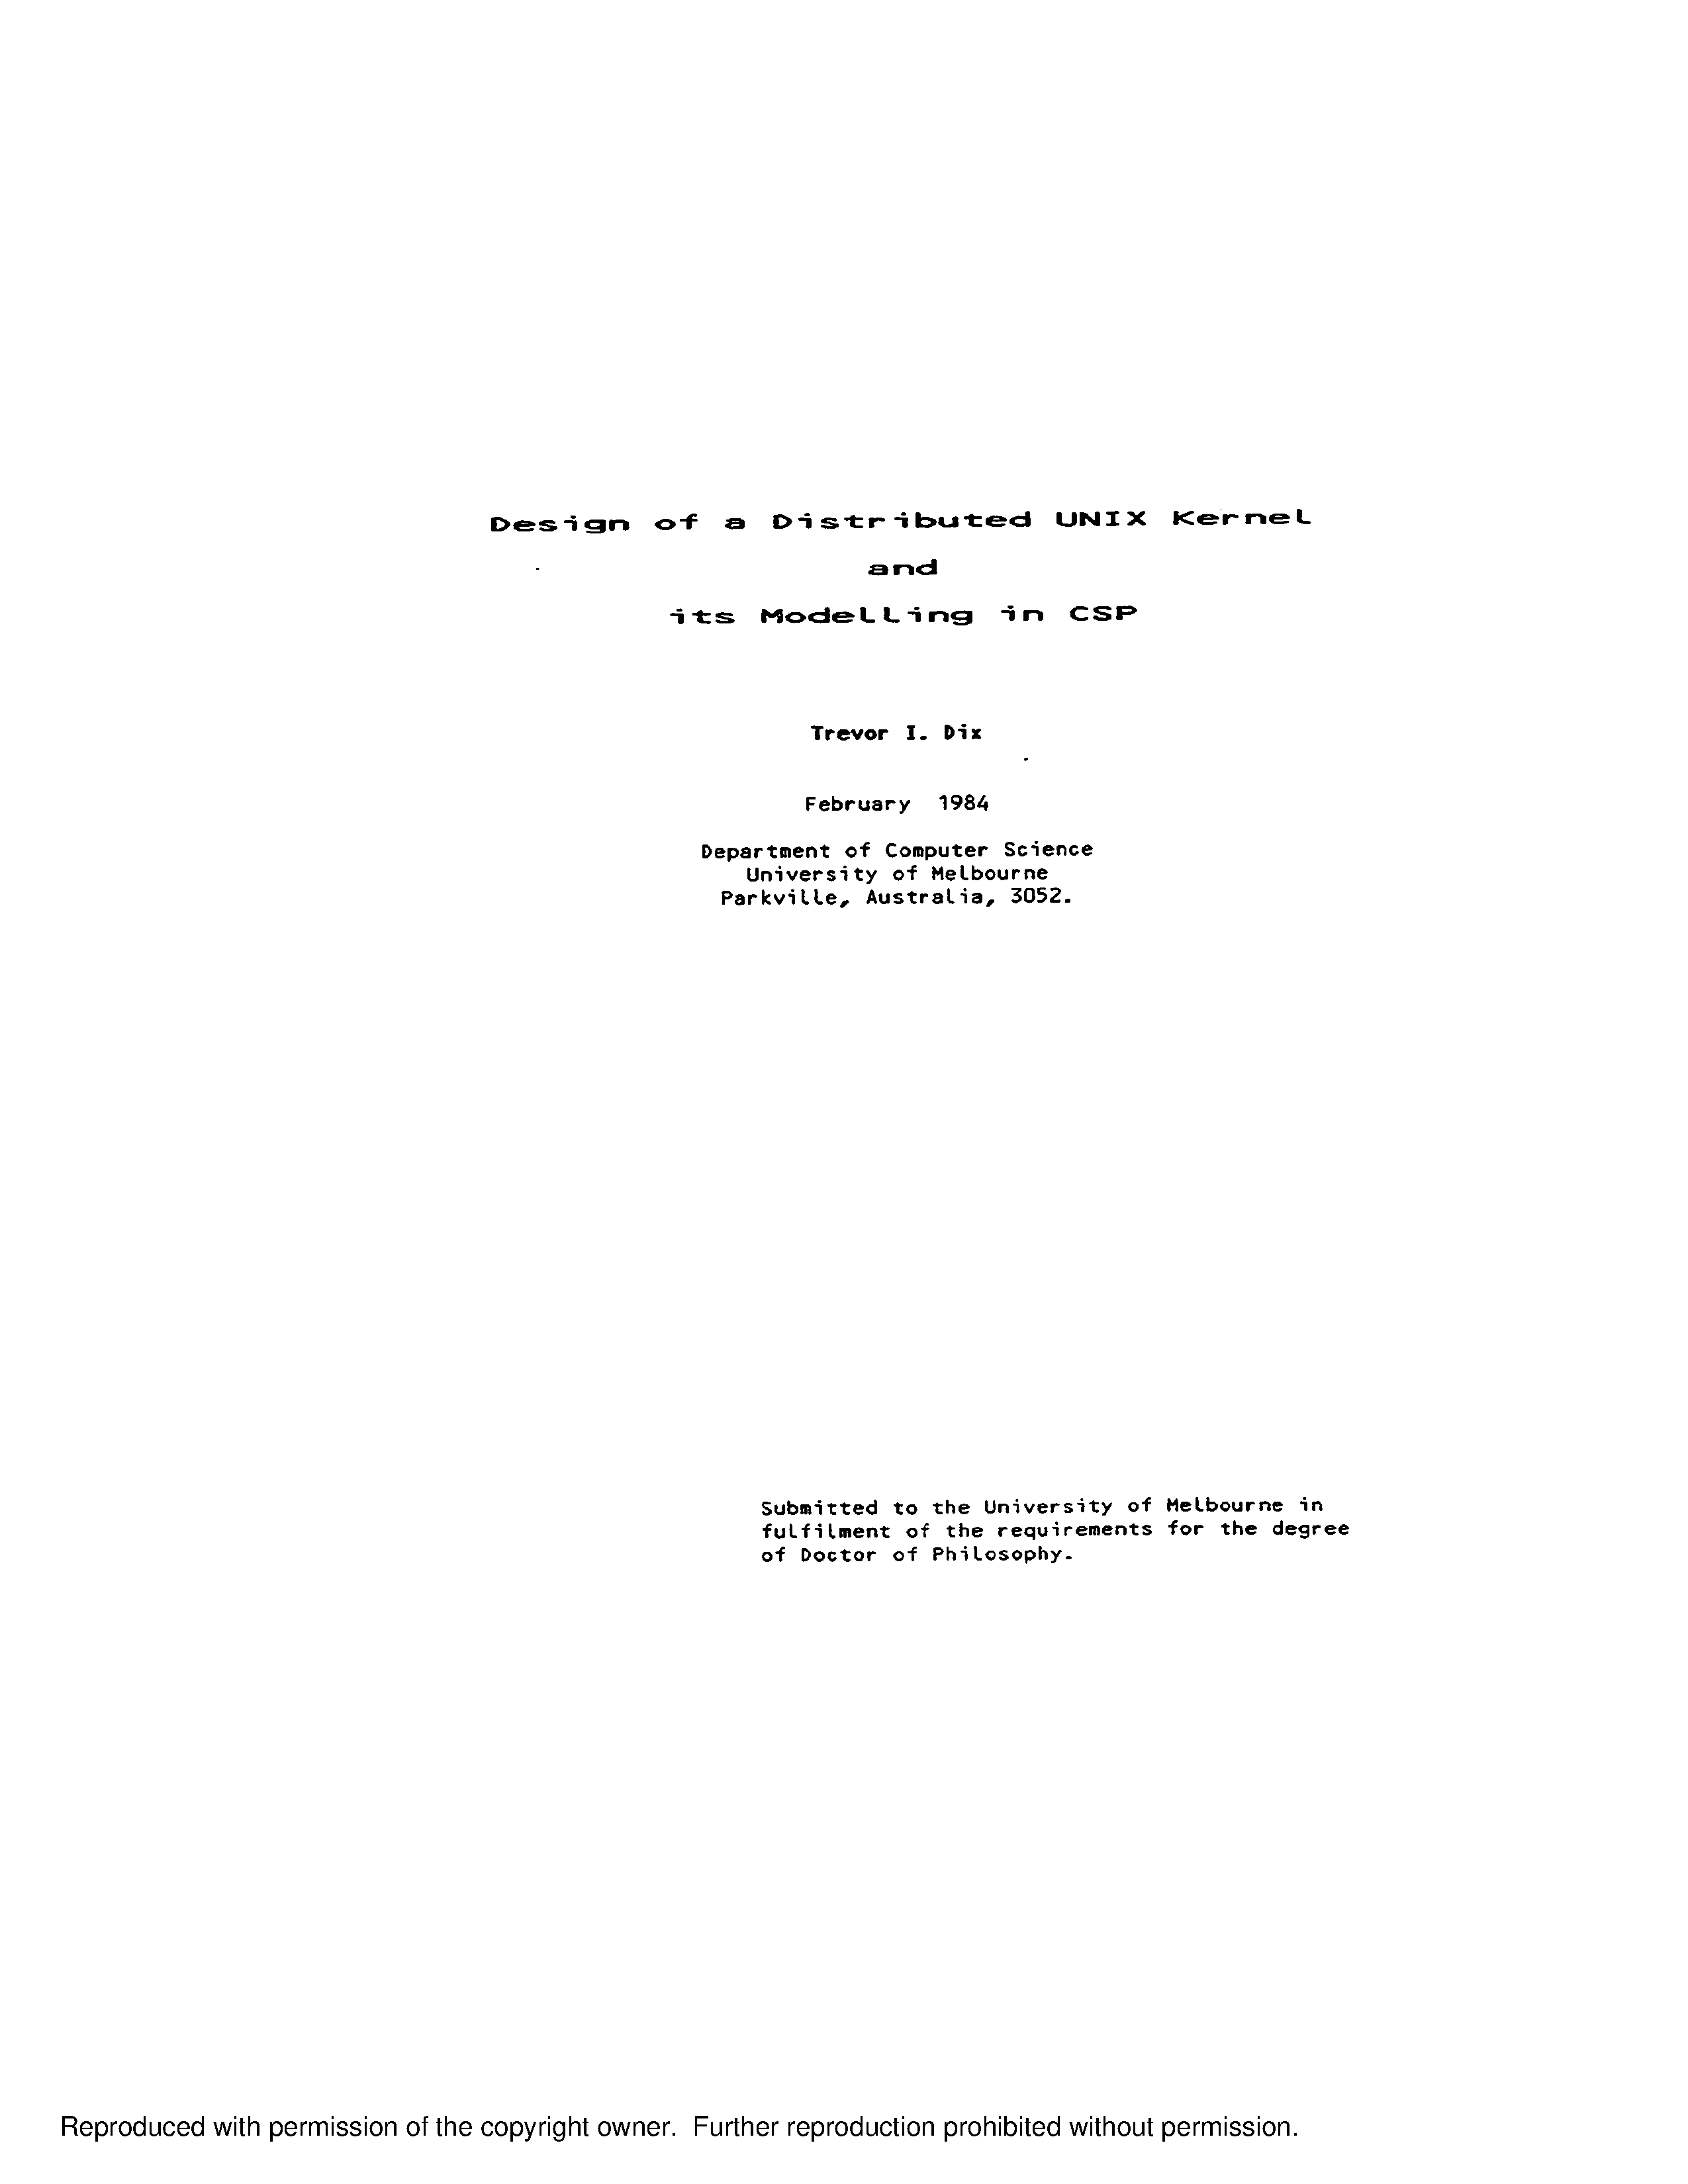 Design of a Distributed UNIX Kernel
and
its Modelling in CSP
Trevor I. Dix
February 1984
Department of Computer Science
University of Melbourne
Parkville, Australia, 3052.
Submitted to the University of Melbourne in
fulfilment of the requirements for the degree
of Doctor of Philosophy.
Reproduced with permission of the copyright owner. Further reproduction prohibited without permission.